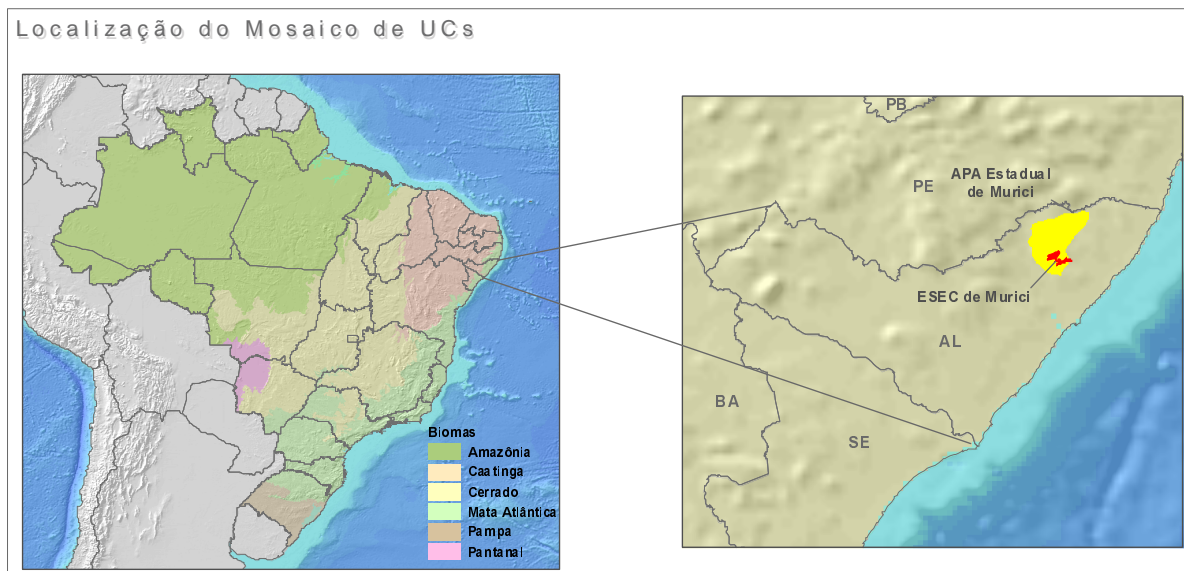 Localização do Mosaico de UCs
Biomas
Amazônia
Caatinga
Cerrado
Mata Atlântica
Pampa
Pantanal
PB
PE
APA Estadual
de Murici
ESEC de Murici
AL
BA
SE